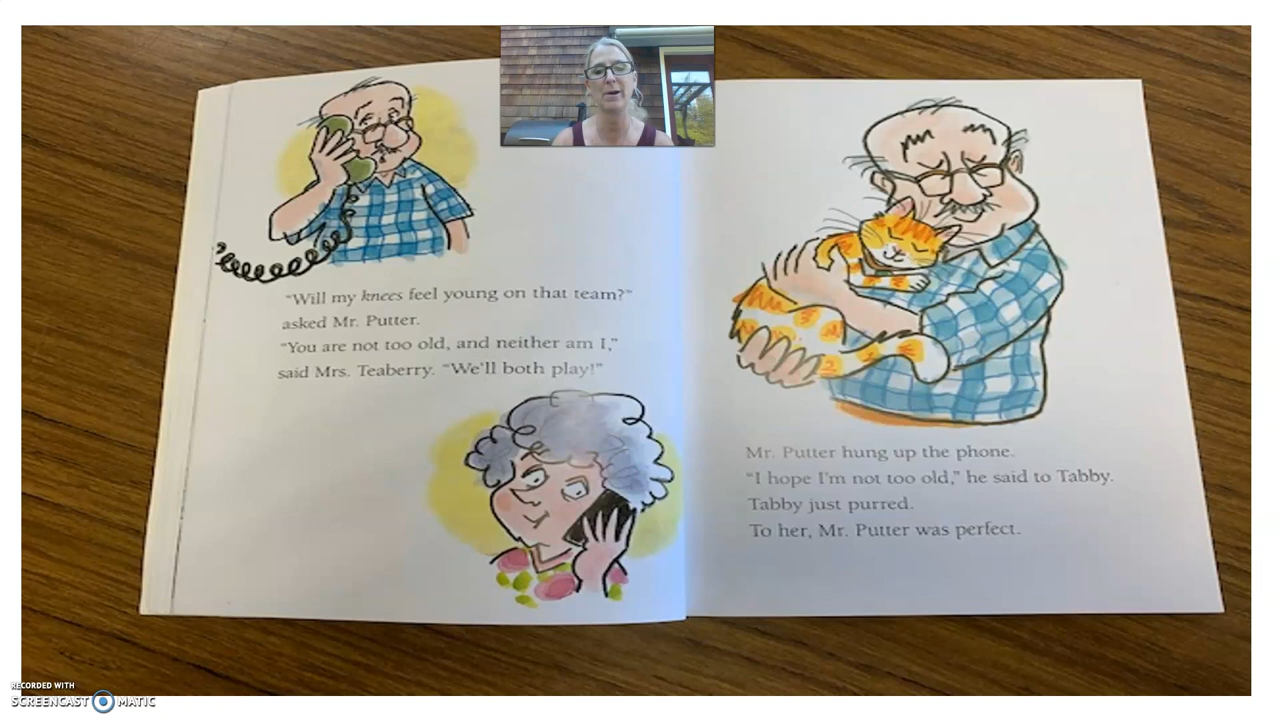 "Will my knees feel young on that team?"
asked Mr. Putter.
"You are not too old, and neither am I,"
said Mrs. Teaberry. "We'll both play!"
Mr. Putter hung up the phone.
"I hope I'm not too old," he said to Tabby.
Tabby just purred.
To her, Mr. Putter was perfect.
RECORDED WITH
SCREENCAST MATIC